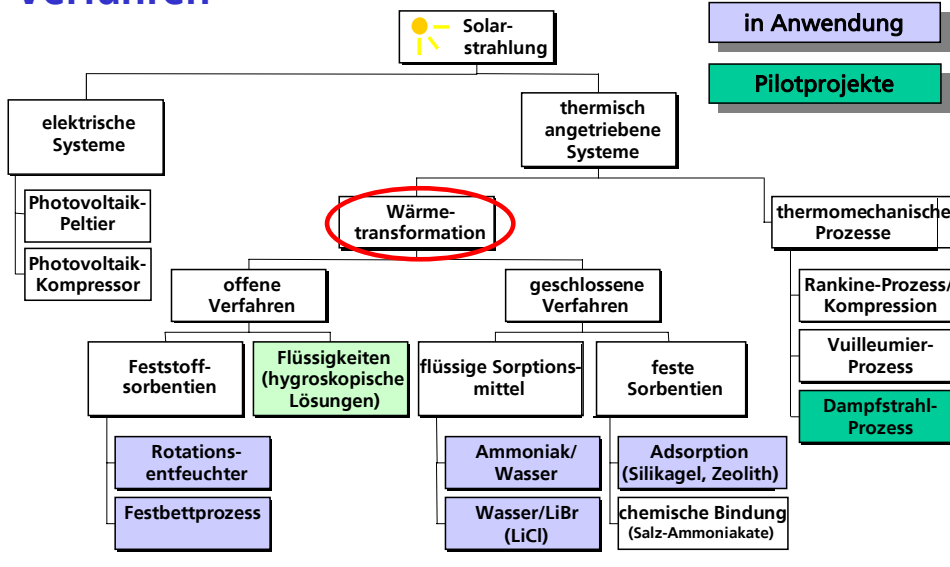 Verfahren
Solar-
strahlung
in Anwendung
Pilotprojekte
elektrische
Systeme
thermisch
angetriebene
Systeme
Photovoltaik-
Peltier
Photovoltaik-
Kompressor
Wärme-
transformation
thermomechanische
Prozesse
offene
Verfahren
geschlossene
Verfahren
Rankine-Prozess/
Kompression
Vuilleumier-
Prozess
Dampfstrahl-
Prozess
Feststoff-
sorbentien
Flüssigkeiten
(hygroskopische
Lösungen)
flüssige Sorptions-
mittel
feste
Sorbentien
Rotations-
entfeuchter
Festbettprozess
Ammoniak/
Wasser
Wasser/LiBr
(LiCl)
Adsorption
(Silikagel, Zeolith)
chemische Bindung
(Salz-Ammoniakate)